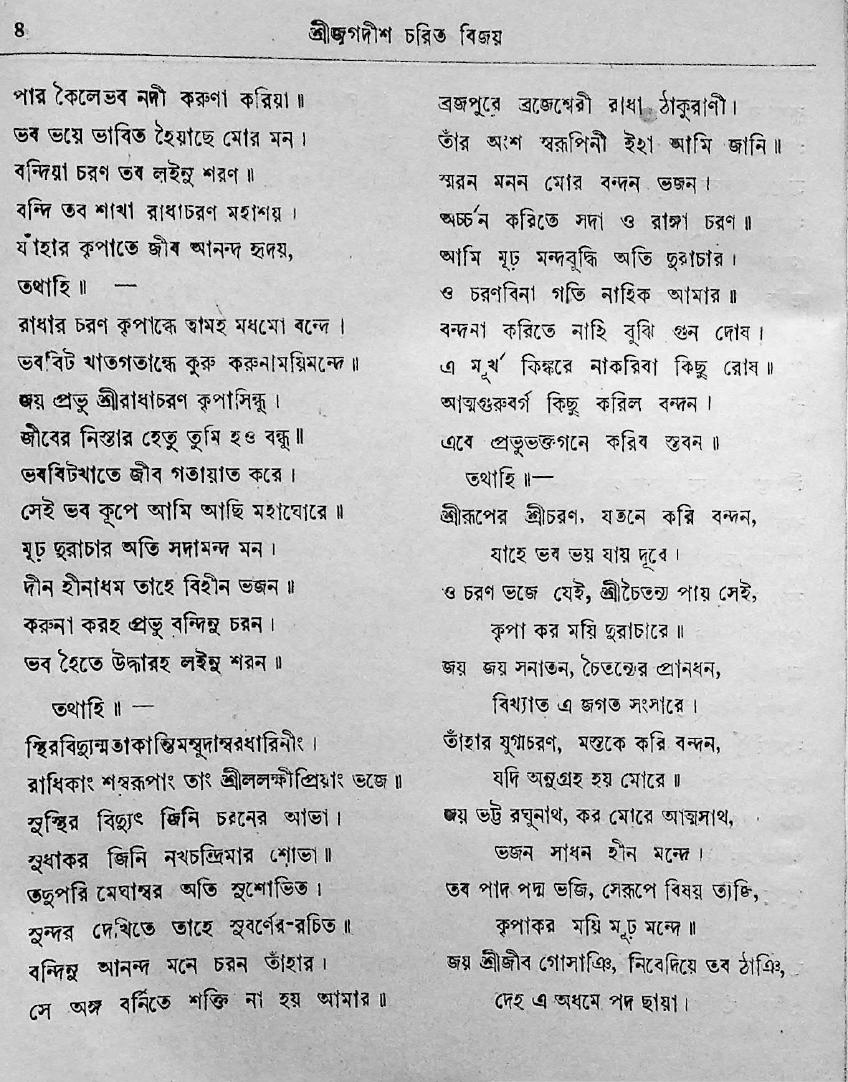 ৪
শ্রীজগদীশ চরিত বিজয়
পার কৈলেভব নদী করুণা করিয়া॥
ভব ভয়ে ভাবিত হৈয়াছে মোর মন।
বন্দিয়া চরণ তব লইনু শরণ॥
বন্দি তব শাখা রাধাচরণ মহাশয়।
যাঁহার কৃপাতে জীব আনন্দ হৃদয়,
তথাহি॥ —
রাধার চরণ কৃপাব্ধে ত্বামহ মধমো বন্দে।
ভববিট খাতগতান্ধে কুরু করুনাময়িমন্দে॥
জয় প্রভু শ্রীরাধাচরণ কৃপাসিন্ধু।
জীবের নিস্তার হেতু তুমি হও বন্ধু॥
ভববিটখাতে জীব গতায়াত করে।
সেই ভব কূপে আমি আছি মহাঘোরে॥
মূঢ় দুরাচার অতি সদামন্দ মন।
দীন হীনাধম তাহে বিহীন ভজন॥
করুনা করহ প্রভু বন্দিনু চরন।
ভব হৈতে উদ্ধারহ লইনু শরন॥
তথাহি॥ —
স্থিরবিদ্যুন্মতাকান্তিমম্বুদাম্বরধারিনীং।
রাধিকাং শস্বরূপাং তাং শ্রীললক্ষ্মীপ্রিয়াং ভজে॥
সুস্থির বিদ্যুৎ জিনি চরনের আভা।
সুধাকর জিনি নখচন্দ্রিমার শোভা॥
তদুপরি মেঘাম্বর অতি সুশোভিত।
সুন্দর দেখিতে তাহে সুবর্ণের-রচিত॥
বন্দিনু আনন্দ মনে চরন তাঁহার।
সে অঙ্গ বর্নিতে শক্তি না হয় আমার॥
ব্রজপুরে ব্রজেশ্বেরী রাধা ঠাকুরাণী।
তাঁর অংশ স্বরূপিনী ইহা আমি জানি॥
স্মরন মনন মোর বন্দন ভজন।
অর্চ্চন করিতে সদা ও রাঙ্গা চরণ॥
আমি মূঢ় মন্দবুদ্ধি অতি দুরাচার।
ও চরণবিনা গতি নাহিক আমার॥
বন্দনা করিতে নাহি বুঝি গুন দোষ।
এ মূর্খ কিঙ্করে নাকরিবা কিছু রোষ॥
আত্মগুরুবর্গ কিছু করিল বন্দন।
এবে প্রভুভক্তগনে করিব স্তবন॥
তথাহি॥—
শ্রীরূপের শ্রীচরণ, যতনে করি বন্দন,
যাহে ভব ভয় যায় দূরে।
ও চরণ ভজে যেই, শ্রীচৈতন্য পায় সেই,
কৃপা কর ময়ি দুরাচারে॥
জয় জয় সনাতন, চৈতন্যের প্রানধন,
বিখ্যাত এ জগত সংসারে।
তাঁহার যুগ্মচরণ, মস্তকে করি বন্দন,
যদি অনুগ্রহ হয় মোরে॥
জয় ভট্ট রঘুনাথ, কর মোরে আত্মসাথ,
ভজন সাধন হীন মন্দে।
তব পাদ পদ্ম ভজি, সেরূপে বিষয় ত্যজি,
কৃপাকর ময়ি মূঢ় মন্দে॥
জয় শ্রীজীব গোসাঞি, নিবেদিয়ে তব ঠাঞি,
দেহ এ অধমে পদ ছায়া।